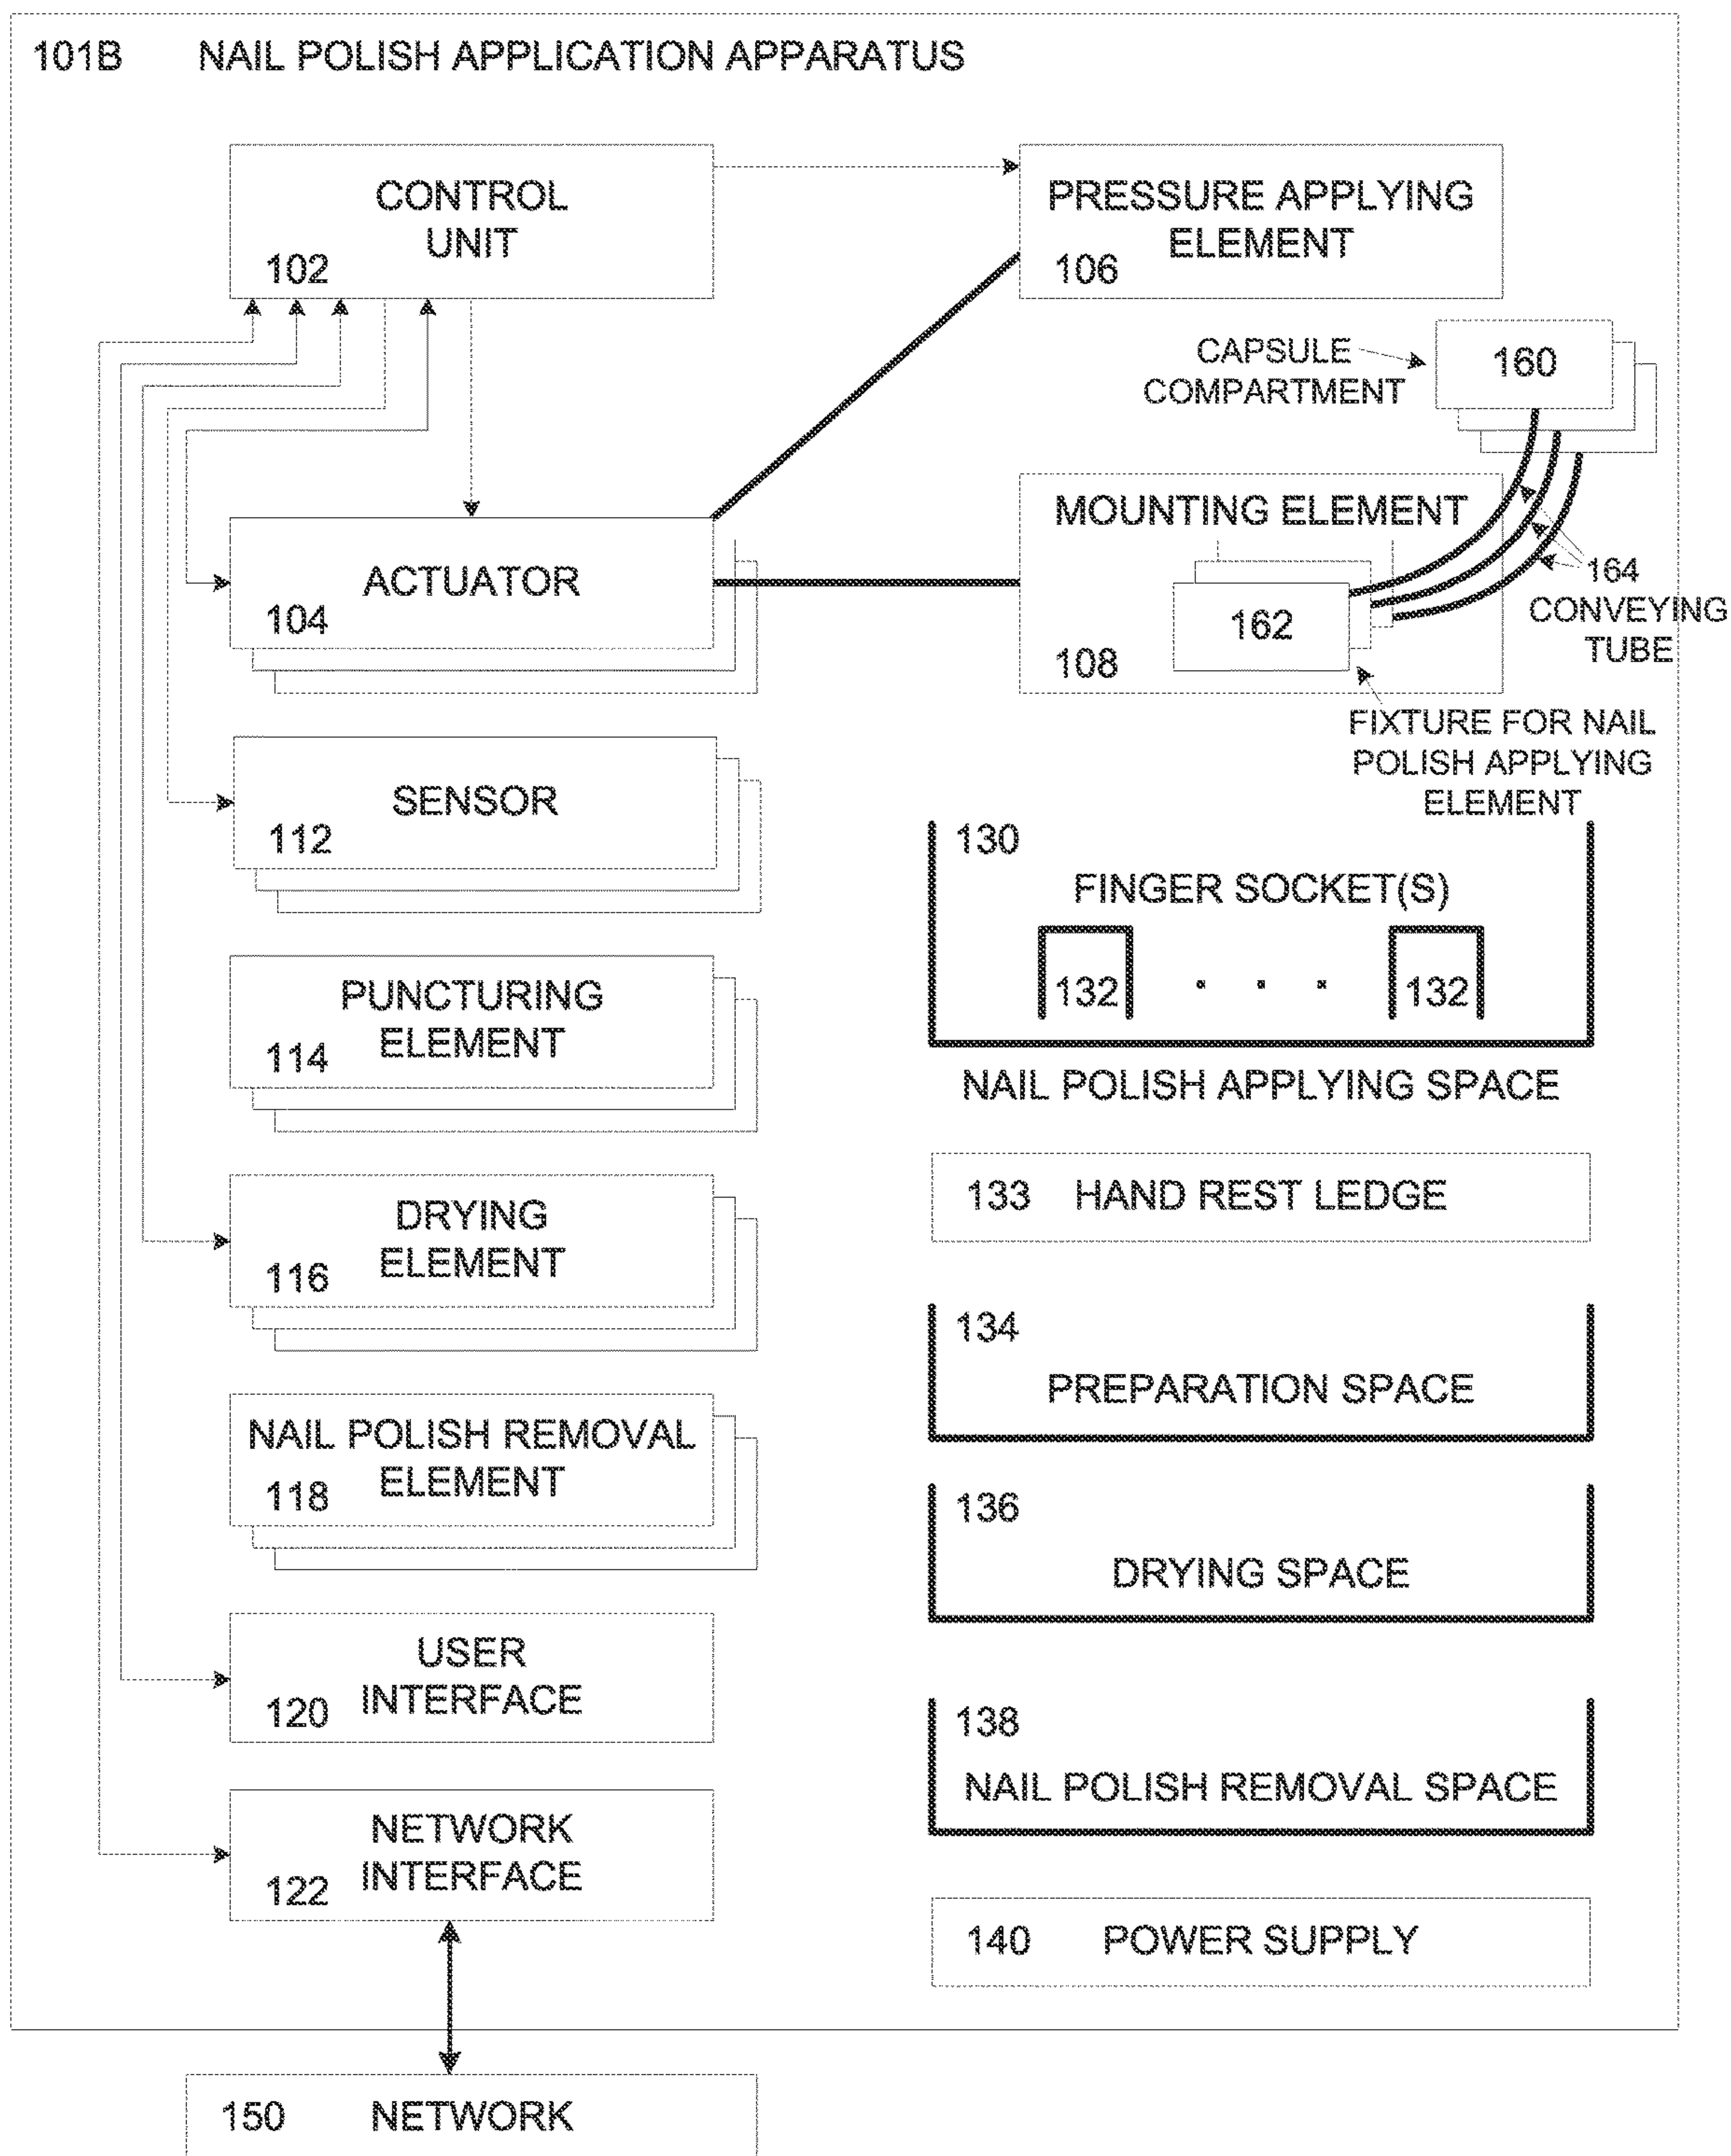 101B NAIL POLISH APPLICATION APPARATUS
CONTROL
UNIT
102
PRESSURE APPLYING
ELEMENT
106
CAPSULE
COMPARTMENT
160
ACTUATOR
104
MOUNTING ELEMENT
162
108
164
CONVEYING
TUBE
FIXTURE FOR NAIL
POLISH APPLYING
ELEMENT
SENSOR
112
130
FINGER SOCKET(S)
132 . . . 132
NAIL POLISH APPLYING SPACE
PUNCTURING
ELEMENT
114
133 HAND REST LEDGE
DRYING
ELEMENT
116
134
PREPARATION SPACE
NAIL POLISH REMOVAL
ELEMENT
118
136
DRYING SPACE
USER
INTERFACE
120
138
NAIL POLISH REMOVAL SPACE
NETWORK
INTERFACE
122
140 POWER SUPPLY
150 NETWORK